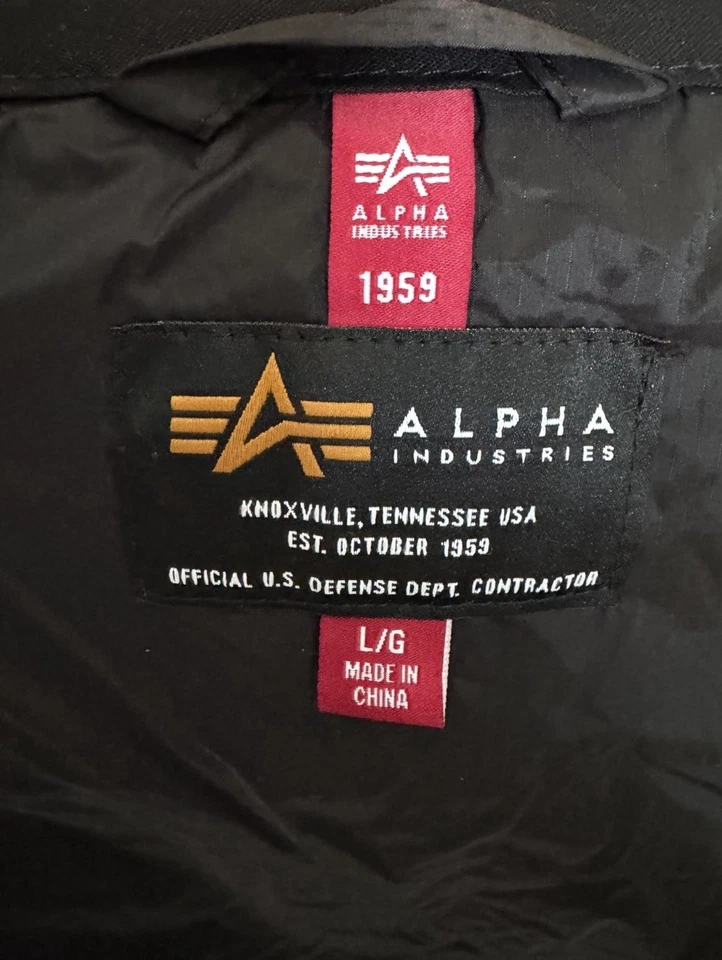 ALPHA
INDUSTRIES
1959
ALPHA
INDUSTRIES
KNOXVILLE, TENNESSEE USA
EST. OCTOBER 1959
OFFICIAL U.S. DEFENSE DEPT. CONTRACTOR
L/G
MADE IN
CHINA